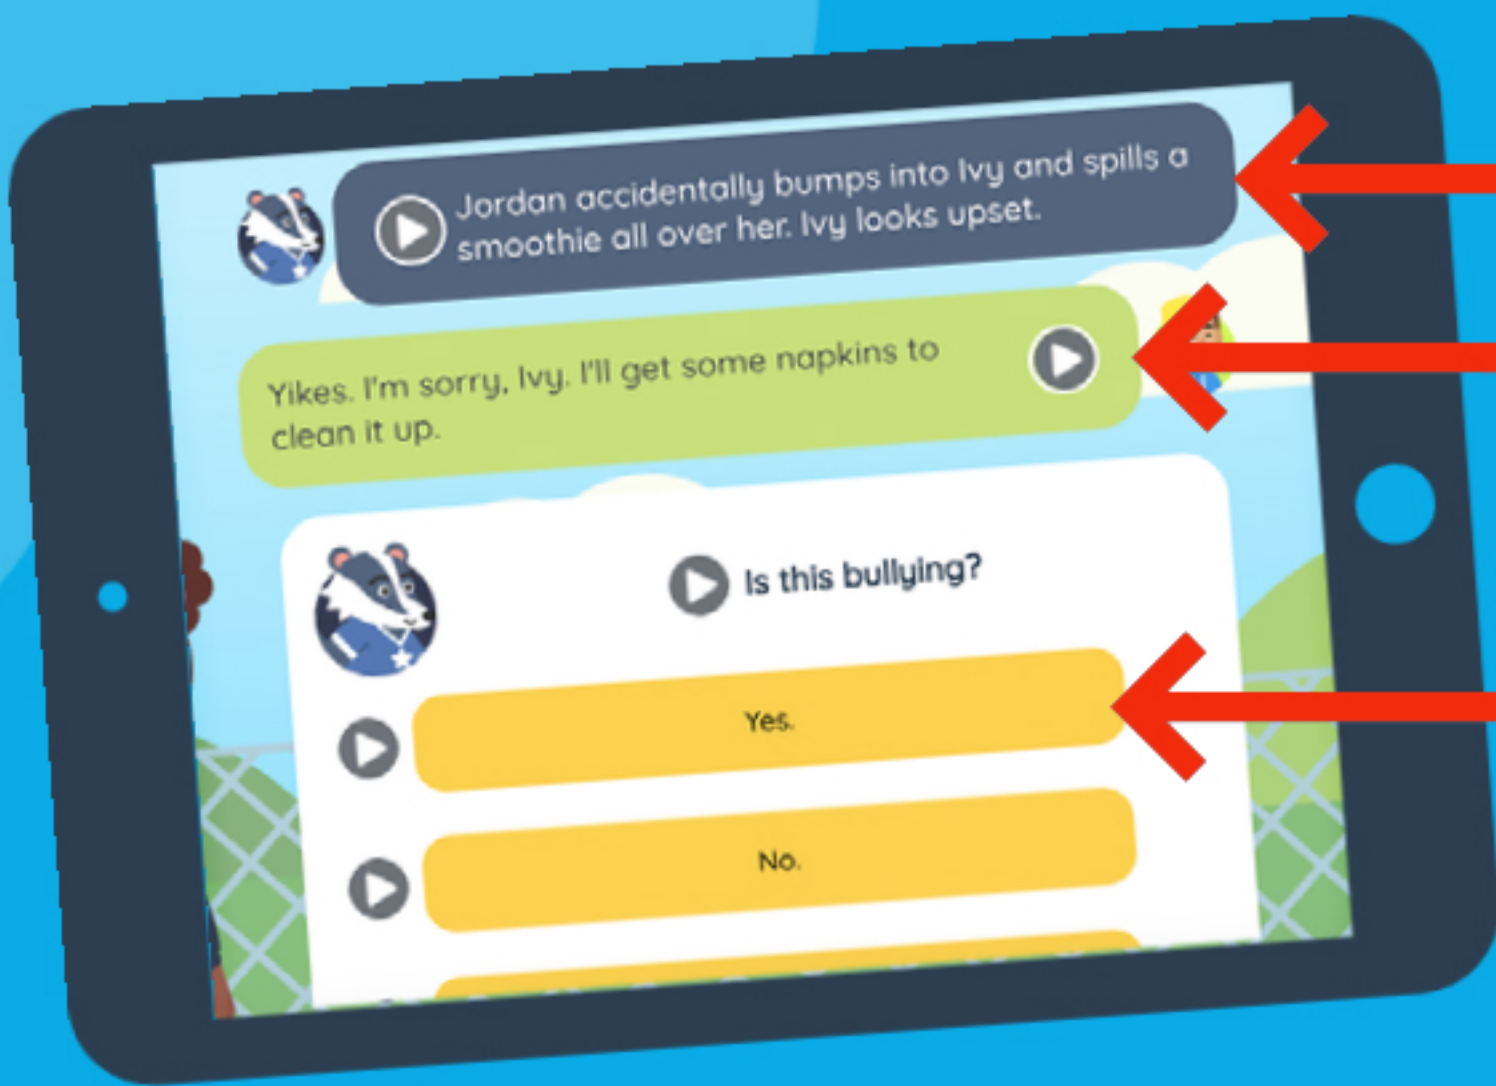 Jordan accidentally bumps into Ivy and spills a
smoothie all over her. Ivy looks upset.
Yikes. I'm sorry, Ivy. I'll get some napkins to
clean it up.
Is this bullying?
Yes.
No.